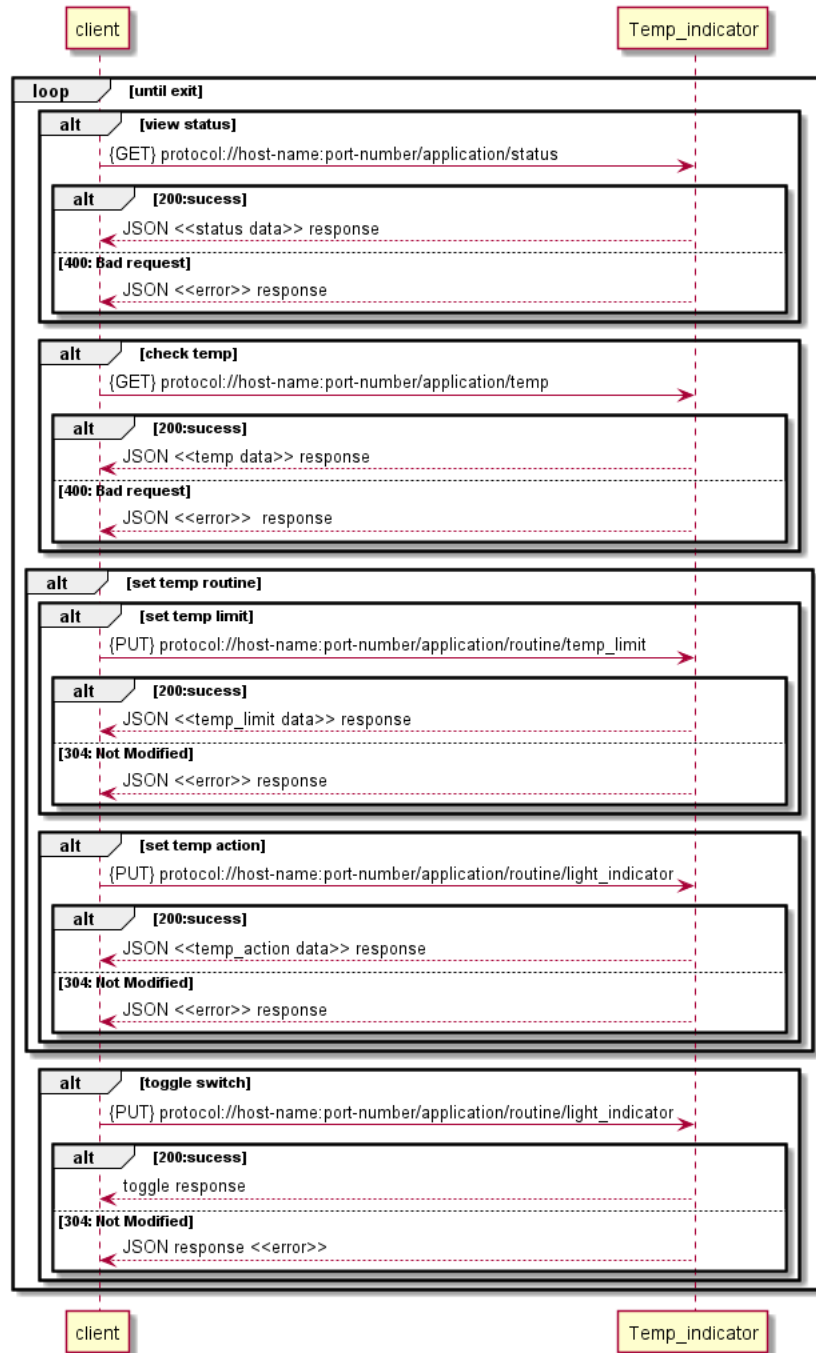 client Temp_indicator
loop [until exit]
alt [view status]
{GET} protocol://host-name:port-number/application/status
alt [200:sucess]
JSON <<status data>> response
[400: Bad request]
JSON <<error>> response
alt [check temp]
{GET} protocol://host-name:port-number/application/temp
alt [200:sucess]
JSON <<temp data>> response
[400: Bad request]
JSON <<error>>  response
alt [set temp routine]
alt [set temp limit]
{PUT} protocol://host-name:port-number/application/routine/temp_limit
alt [200:sucess]
JSON <<temp_limit data>> response
[304: Not Modified]
JSON <<error>> response
alt [set temp action]
{PUT} protocol://host-name:port-number/application/routine/light_indicator
alt [200:sucess]
JSON <<temp_action data>> response
[304: Not Modified]
JSON <<error>> response
alt [toggle switch]
{PUT} protocol://host-name:port-number/application/routine/light_indicator
alt [200:sucess]
toggle response
[304: Not Modified]
JSON response <<error>>
client Temp_indicator